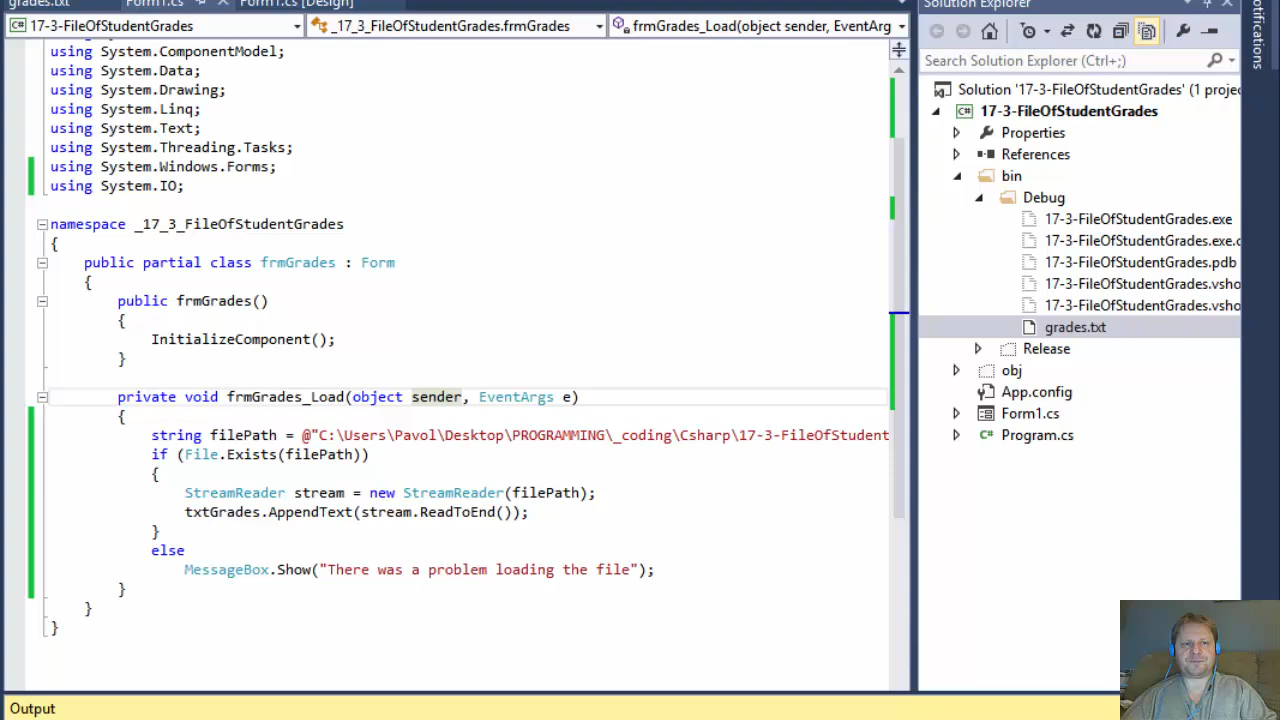 grades.txt Form1.cs Form1.cs [Design] Solution Explorer
17-3-FileOfStudentGrades _17_3_FileOfStudentGrades.frmGrades frmGrades_Load(object sender, EventArg
using System.ComponentModel;
using System.Data;
using System.Drawing;
using System.Linq;
using System.Text;
using System.Threading.Tasks;
using System.Windows.Forms;
using System.IO;
namespace _17_3_FileOfStudentGrades
{
public partial class frmGrades : Form
{
public frmGrades()
{
InitializeComponent();
}
private void frmGrades_Load(object sender, EventArgs e)
{
string filePath = @"C:\Users\Pavol\Desktop\PROGRAMMING\_coding\Csharp\17-3-FileOfStudent
if (File.Exists(filePath))
{
StreamReader stream = new StreamReader(filePath);
txtGrades.AppendText(stream.ReadToEnd());
}
else
MessageBox.Show("There was a problem loading the file");
}
}
}
Output
Search Solution Explorer (Ctrl+;)
Solution '17-3-FileOfStudentGrades' (1 projec
C# 17-3-FileOfStudentGrades
Properties
References
bin
Debug
17-3-FileOfStudentGrades.exe
17-3-FileOfStudentGrades.exe.c
17-3-FileOfStudentGrades.pdb
17-3-FileOfStudentGrades.vsho
17-3-FileOfStudentGrades.vsho
grades.txt
Release
obj
App.config
Form1.cs
C# Program.cs
Notifications